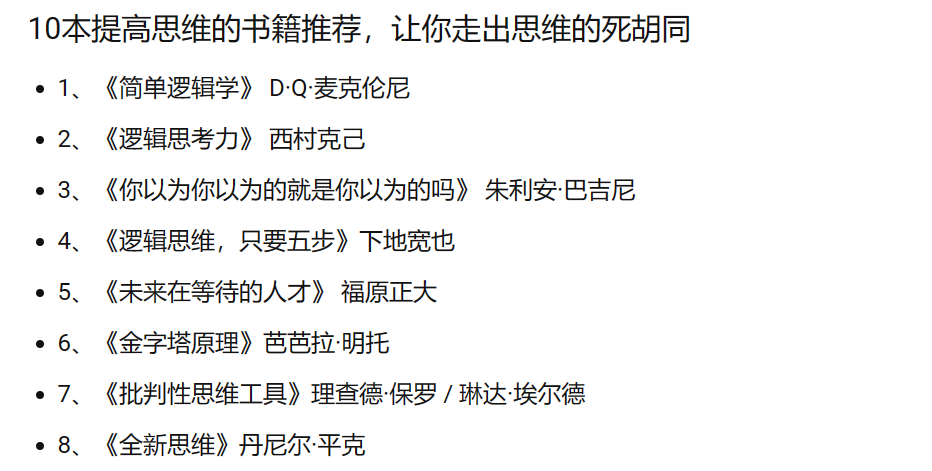 10本提高思维的书籍推荐，让你走出思维的死胡同
1、《简单逻辑学》 D·Q·麦克伦尼
2、《逻辑思考力》 西村克己
3、《你以为你以为的就是你以为的吗》 朱利安·巴吉尼
4、《逻辑思维，只要五步》下地宽也
5、《未来在等待的人才》 福原正大
6、《金字塔原理》芭芭拉·明托
7、《批判性思维工具》理查德·保罗 / 琳达·埃尔德
8、《全新思维》丹尼尔·平克